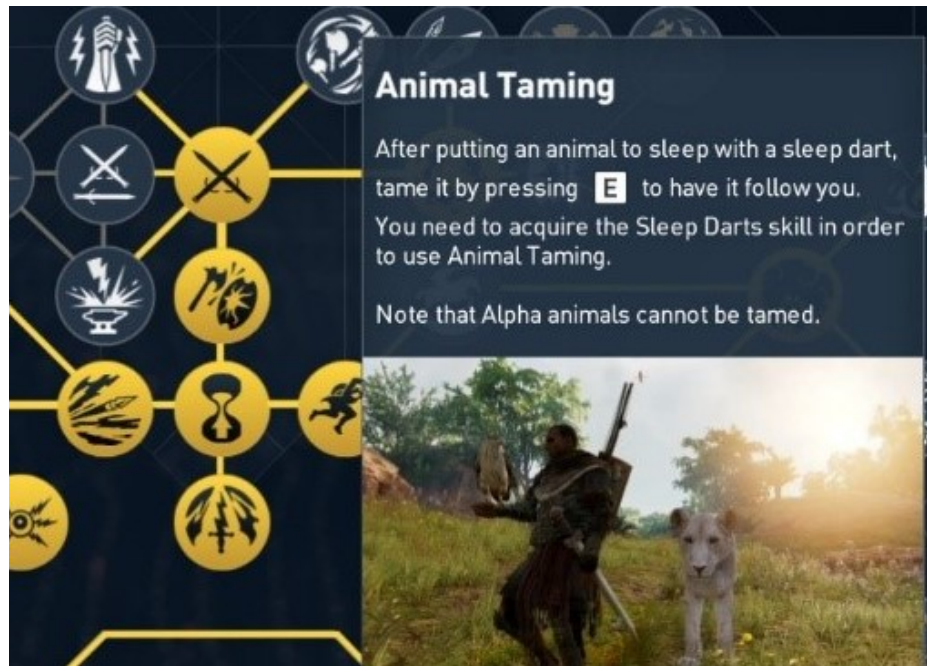 Animal Taming
After putting an animal to sleep with a sleep dart,
tame it by pressing E to have it follow you.
You need to acquire the Sleep Darts skill in order
to use Animal Taming.
Note that Alpha animals cannot be tamed.